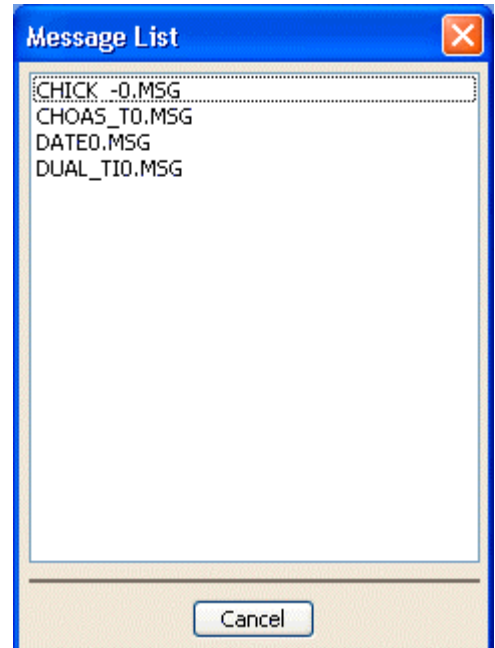 Message List
CHICK -0.MSG
CHOAS_T0.MSG
DATE0.MSG
DUAL_TI0.MSG
Cancel